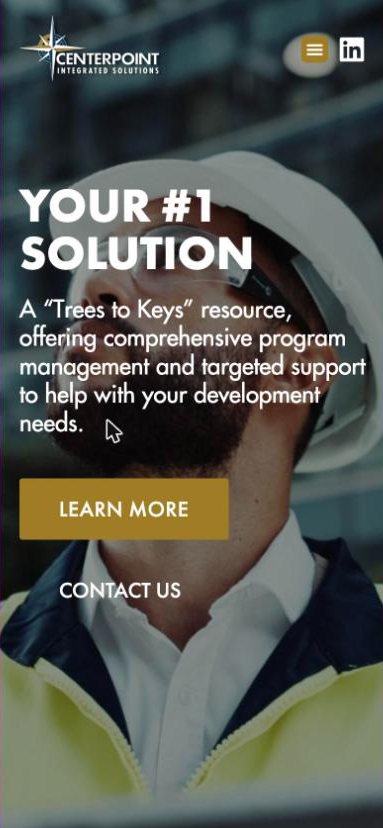 CENTERPOINT
INTEGRATED SOLUTIONS
in
YOUR #1
SOLUTION
A “Trees to Keys” resource,
offering comprehensive program
management and targeted support
to help with your development
needs.
LEARN MORE
CONTACT US